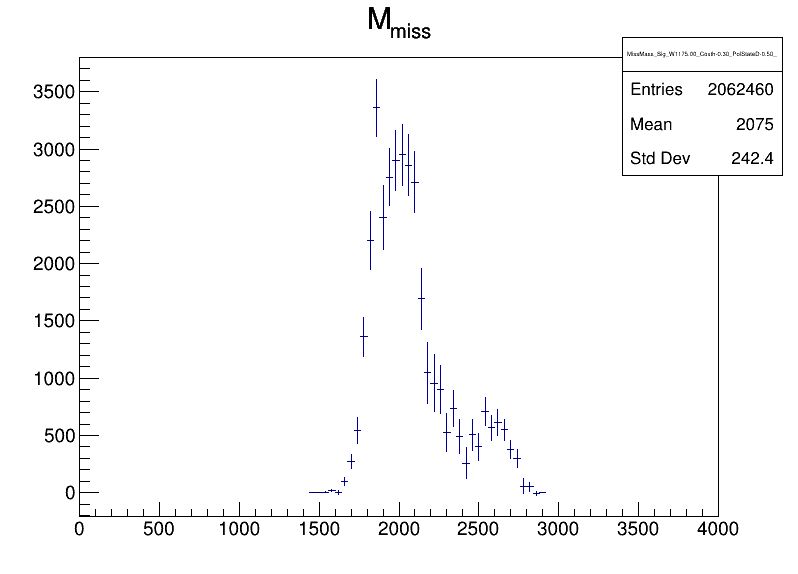 M_miss
MissMass_Sig_W1175.00_Costh-0.30_PolStateD-0.50_
Entries 2062460
Mean 2075
Std Dev 242.4
3500
3000
2500
2000
1500
1000
500
0
0 500 1000 1500 2000 2500 3000 3500 4000